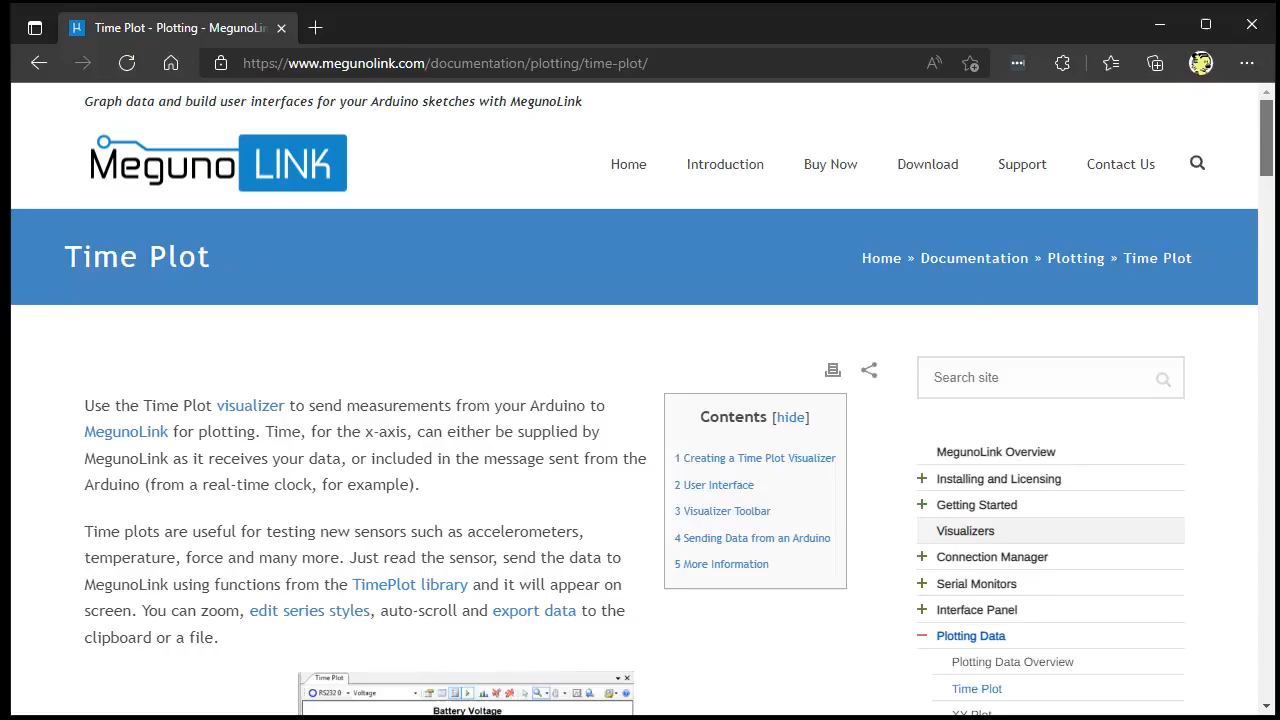 Time Plot - Plotting - MegunoLin
https://www.megunolink.com/documentation/plotting/time-plot/
Graph data and build user interfaces for your Arduino sketches with MegunoLink
Meguno LINK
Home Introduction Buy Now Download Support Contact Us
Time Plot
Home » Documentation » Plotting » Time Plot
Use the Time Plot visualizer to send measurements from your Arduino to
MegunoLink for plotting. Time, for the x-axis, can either be supplied by
MegunoLink as it receives your data, or included in the message sent from the
Arduino (from a real-time clock, for example).
Time plots are useful for testing new sensors such as accelerometers,
temperature, force and many more. Just read the sensor, send the data to
MegunoLink using functions from the TimePlot library and it will appear on
screen. You can zoom, edit series styles, auto-scroll and export data to the
clipboard or a file.
Contents [hide]
1 Creating a Time Plot Visualizer
2 User Interface
3 Visualizer Toolbar
4 Sending Data from an Arduino
5 More Information
Search site
MegunoLink Overview
Installing and Licensing
Getting Started
Visualizers
Connection Manager
Serial Monitors
Interface Panel
Plotting Data
Plotting Data Overview
Time Plot
XY Plot
Time Plot
RS232 0 Voltage
Battery Voltage